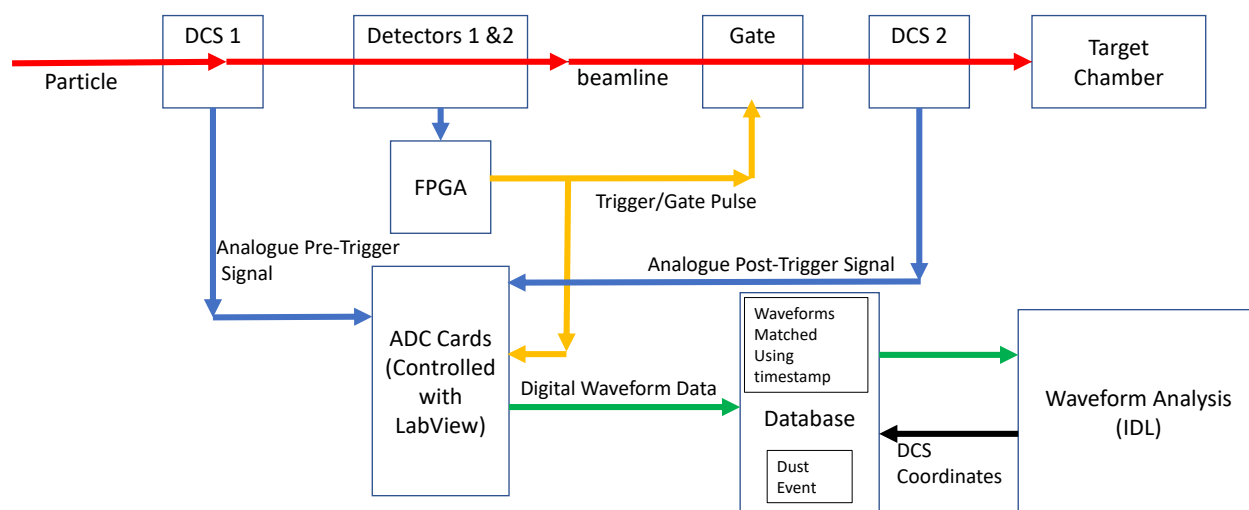 DCS 1
Detectors 1 &2
Gate
DCS 2
Target
Chamber
Particle
beamline
FPGA
Trigger/Gate Pulse
Analogue Pre-Trigger
Signal
Analogue Post-Trigger Signal
ADC Cards
(Controlled
with
LabView)
Digital Waveform Data
Waveforms
Matched
Using
timestamp
Database
Dust
Event
DCS
Coordinates
Waveform Analysis
(IDL)